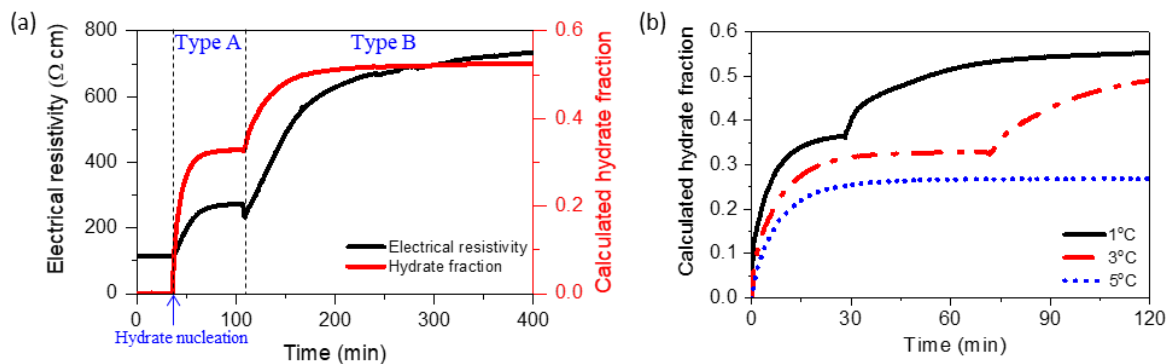 (a)
Type A
Type B
Electrical resistivity (Ω cm)
800
600
400
200
0
0.6
0.4
0.2
0.0
Calculated hydrate fraction
Electrical resistivity
Hydrate fraction
0
100
200
300
400
Hydrate nucleation
Time (min)
(b)
Calculated hydrate fraction
0.6
0.5
0.4
0.3
0.2
0.1
0.0
1°C
3°C
5°C
0
30
60
90
120
Time (min)